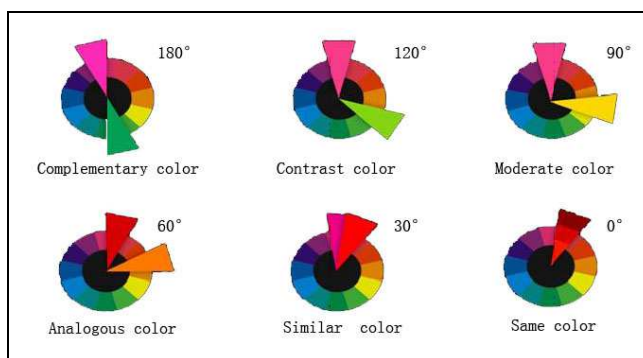 180°
120°
90°
Complementary color
Contrast color
Moderate color
60°
30°
0°
Analogous color
Similar color
Same color